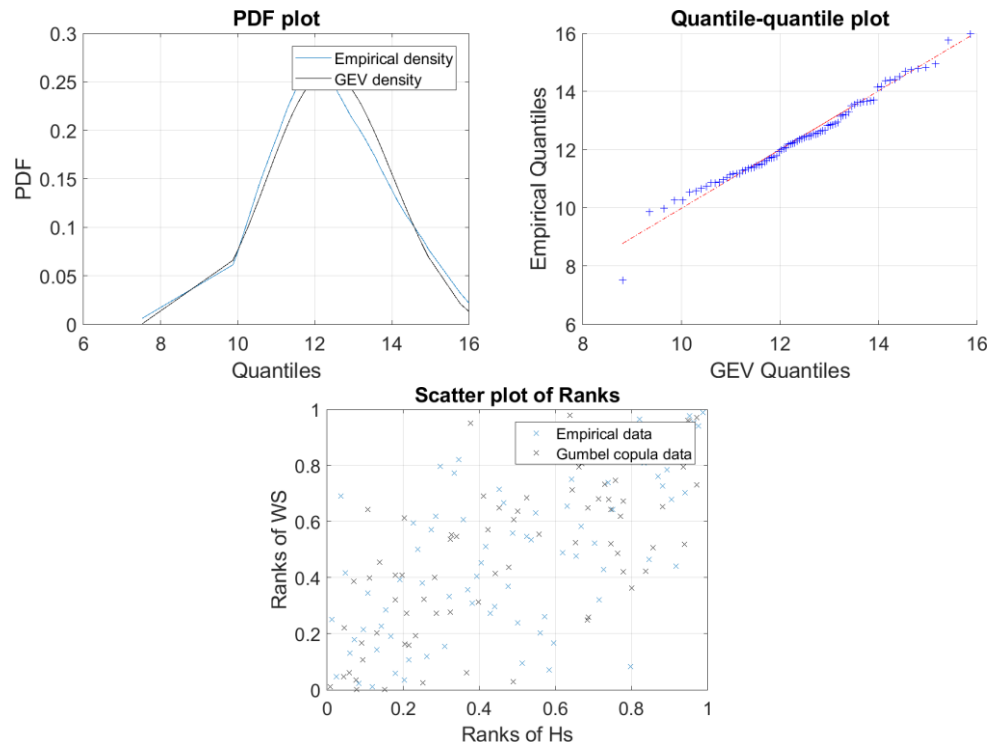 PDF plot
0.3
0.25
0.2
0.15
0.1
0.05
0
PDF
6 8 10 12 14 16
Quantiles
Empirical density
GEV density
Quantile-quantile plot
16
14
12
10
8
6
Empirical Quantiles
8 10 12 14 16
GEV Quantiles
Scatter plot of Ranks
1
0.8
0.6
0.4
0.2
0
Ranks of WS
0 0.2 0.4 0.6 0.8 1
Ranks of Hs
Empirical data
Gumbel copula data